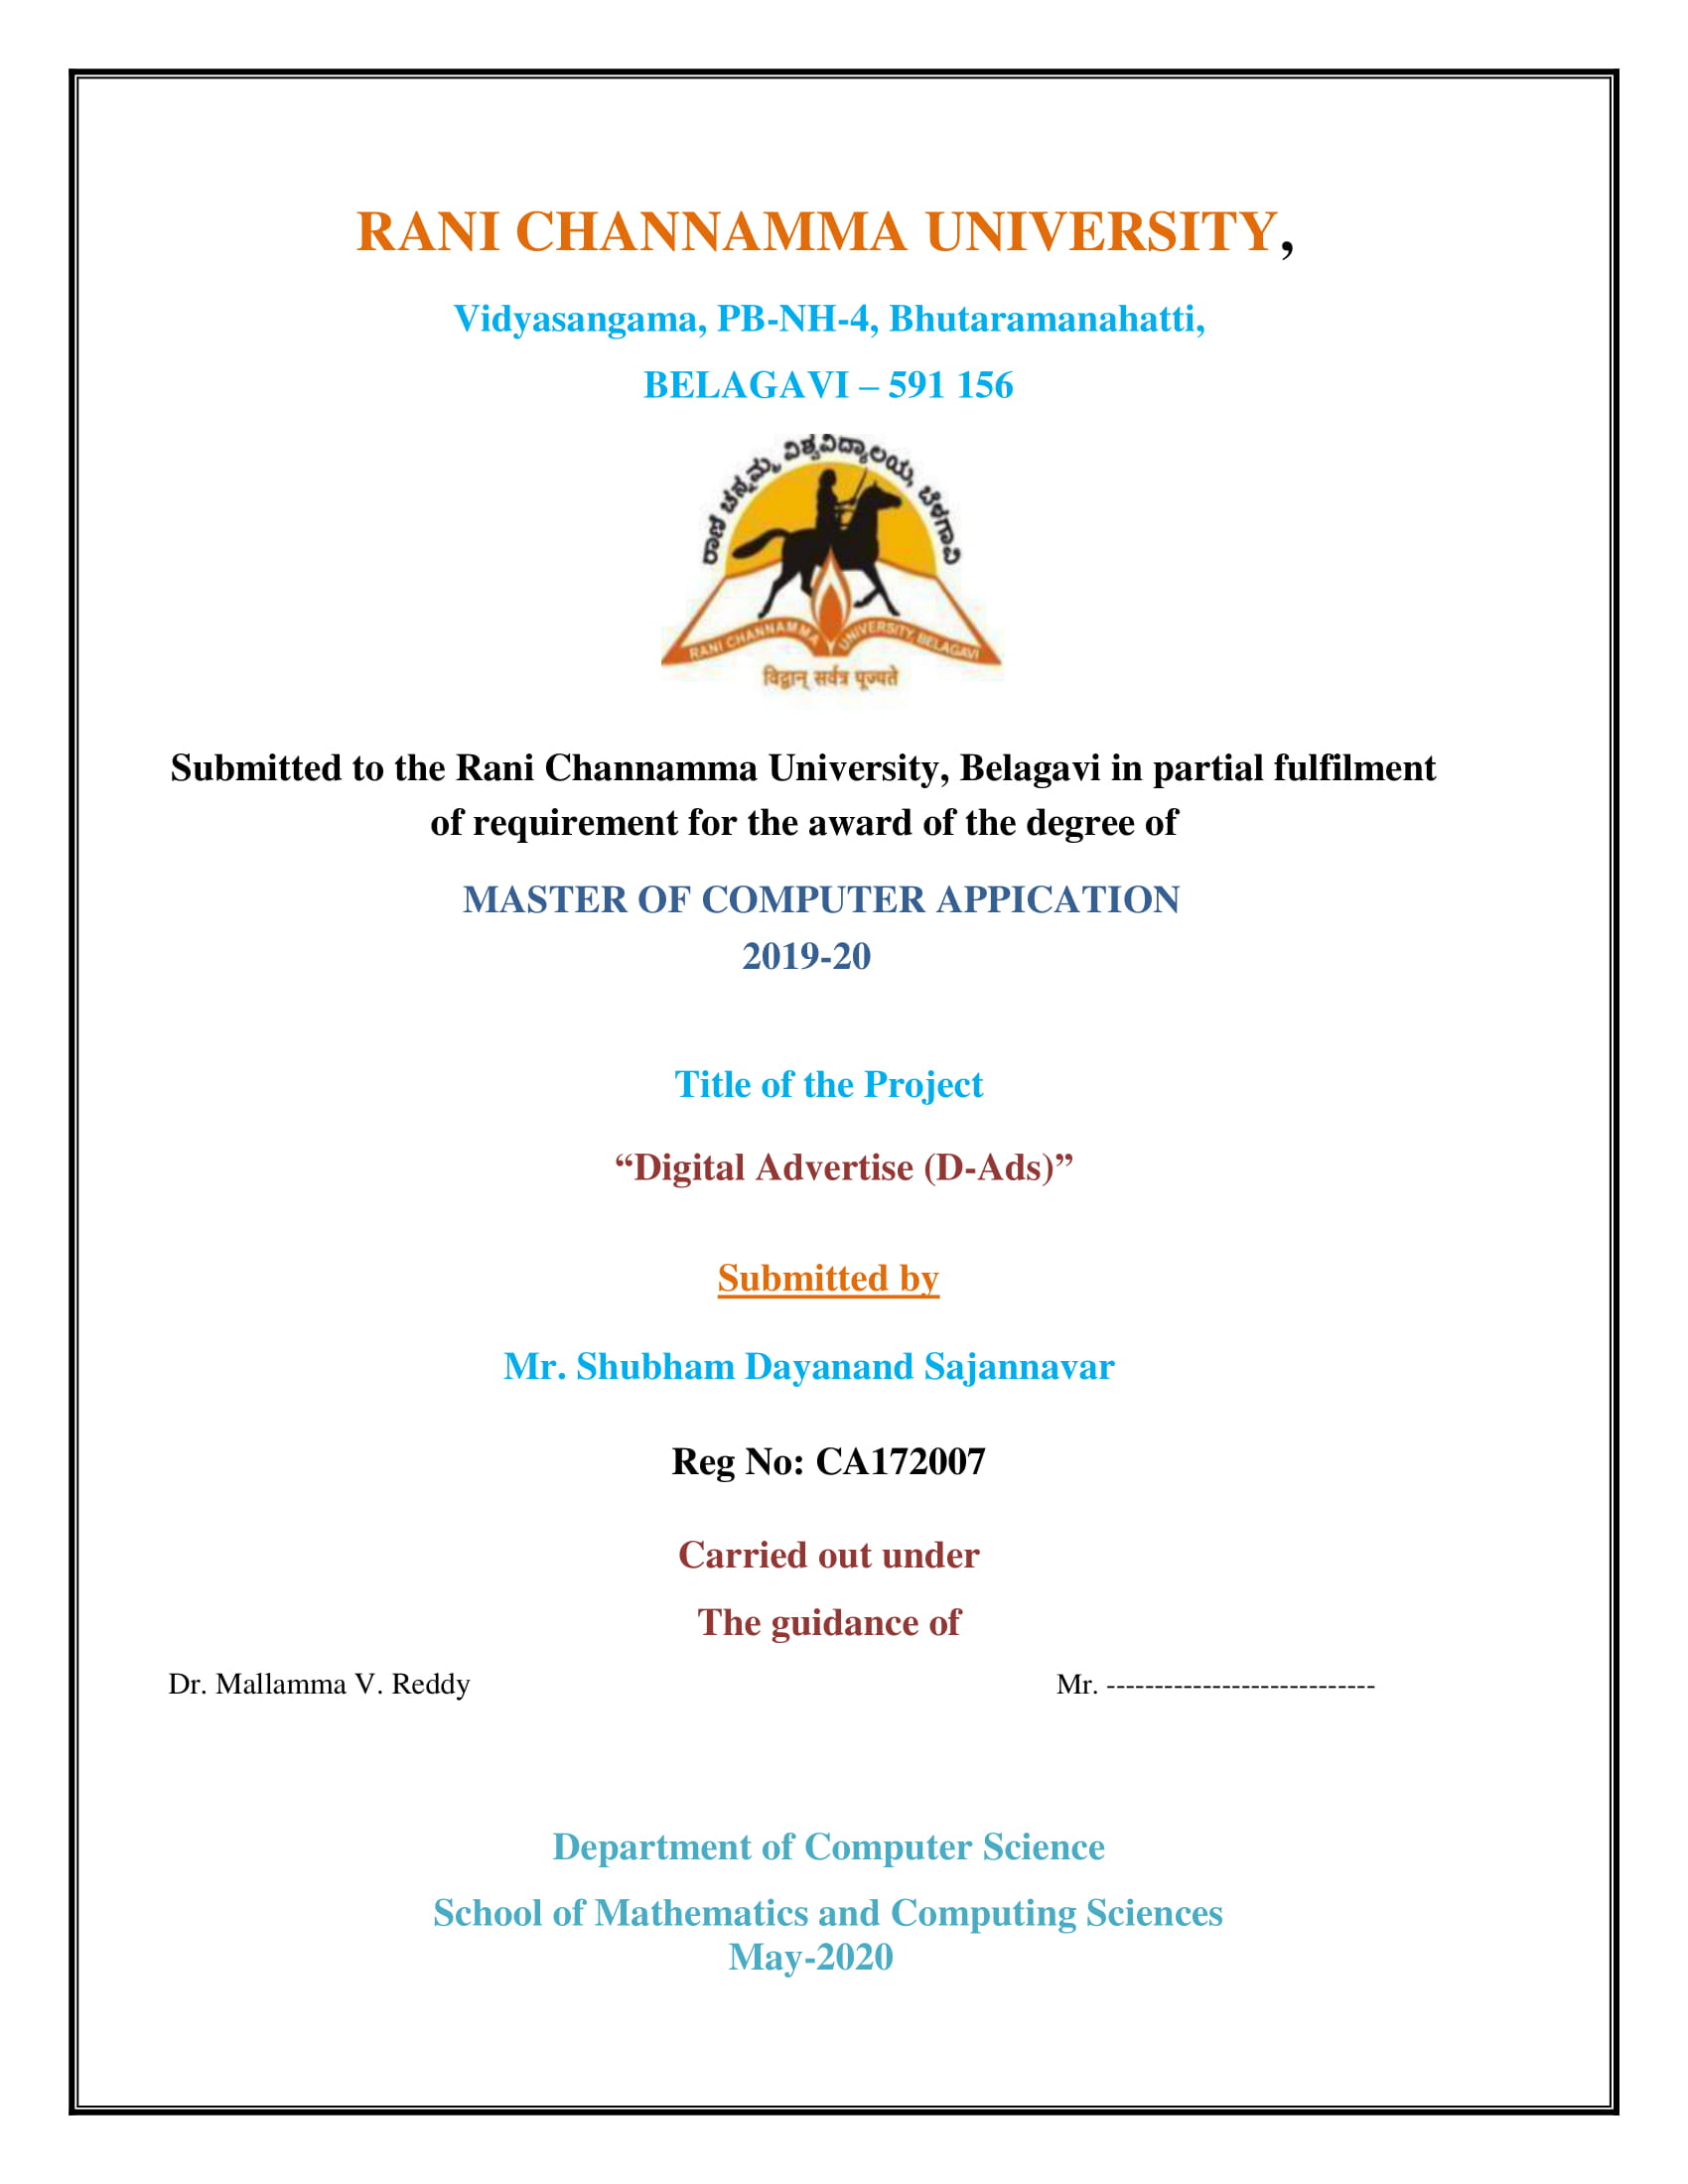 RANI CHANNAMMA UNIVERSITY,
Vidyasangama, PB-NH-4, Bhutaramanahatti,
BELAGAVI – 591 156
ರಾಣಿ ಚನ್ನಮ್ಮ ವಿಶ್ವವಿದ್ಯಾಲಯ, ಬೆಳಗಾವಿ
RANI CHANNAMMA UNIVERSITY, BELAGAVI
विद्वान् सर्वत्र पूज्यते
Submitted to the Rani Channamma University, Belagavi in partial fulfilment
of requirement for the award of the degree of
MASTER OF COMPUTER APPICATION
2019-20
Title of the Project
“Digital Advertise (D-Ads)”
Submitted by
Mr. Shubham Dayanand Sajannavar
Reg No: CA172007
Carried out under
The guidance of
Dr. Mallamma V. Reddy Mr. ----------------------------
Department of Computer Science
School of Mathematics and Computing Sciences
May-2020